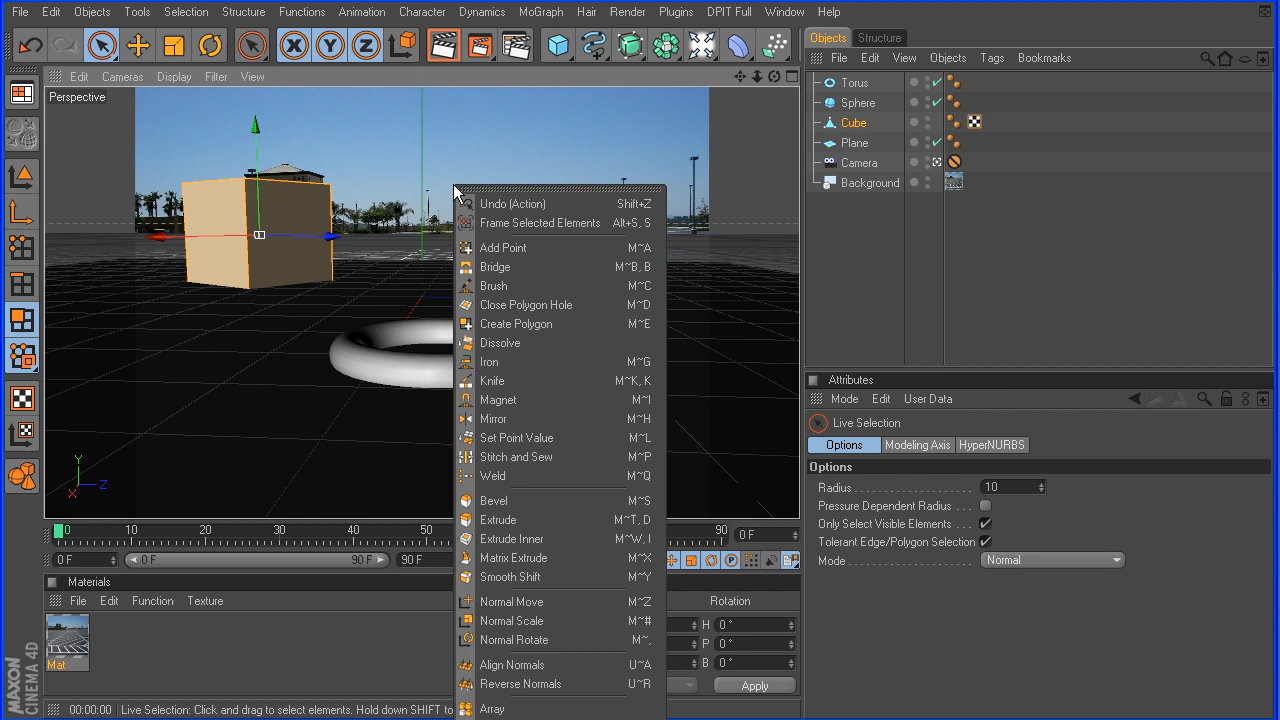 File Edit Objects Tools Selection Structure Functions Animation Character Dynamics MoGraph Hair Render Plugins DPIT Full Window Help
Objects Structure
File Edit View Objects Tags Bookmarks
Edit Cameras Display Filter View
Perspective
Torus
Sphere
Cube
Plane
Camera
Background
Undo (Action) Shift+Z
Frame Selected Elements Alt+S, S
Add Point M~A
Bridge M~B, B
Brush M~C
Close Polygon Hole M~D
Create Polygon M~E
Dissolve
Iron M~G
Knife M~K, K
Magnet M~I
Mirror M~H
Set Point Value M~L
Stitch and Sew M~P
Weld M~Q
Bevel M~S
Extrude M~T, D
Extrude Inner M~W, I
Matrix Extrude M~X
Smooth Shift M~Y
Normal Move M~Z
Normal Scale M~#
Normal Rotate M~,
Align Normals U~A
Reverse Normals U~R
Array
Y
X Z
Attributes
Mode Edit User Data
Live Selection
Options Modeling Axis HyperNURBS
Options
Radius 10
Pressure Dependent Radius
Only Select Visible Elements
Tolerant Edge/Polygon Selection
Mode Normal
0 10 20 30 40 50 90 0 F
0 F 0 F 90 F 90 F
Materials
File Edit Function Texture
Mat
Rotation
H 0 °
P 0 °
B 0 °
Apply
MAXON
CINEMA 4D
00:00:00 Live Selection: Click and drag to select elements. Hold down SHIFT to